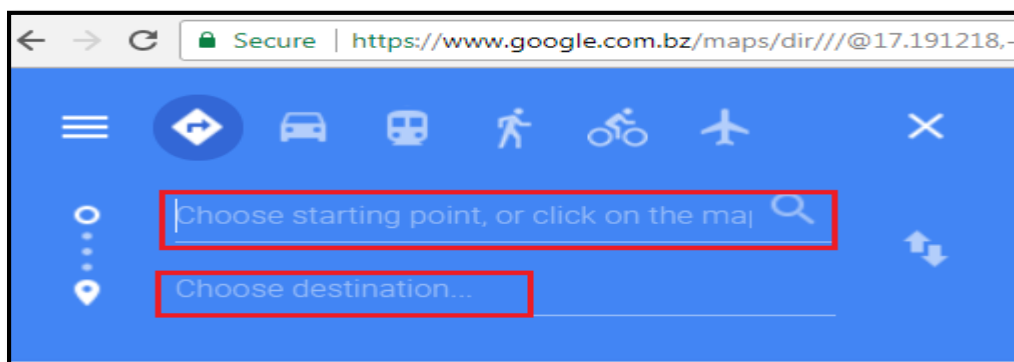 Secure | https://www.google.com.bz/maps/dir///@17.191218,-
Choose starting point, or click on the map
Choose destination...